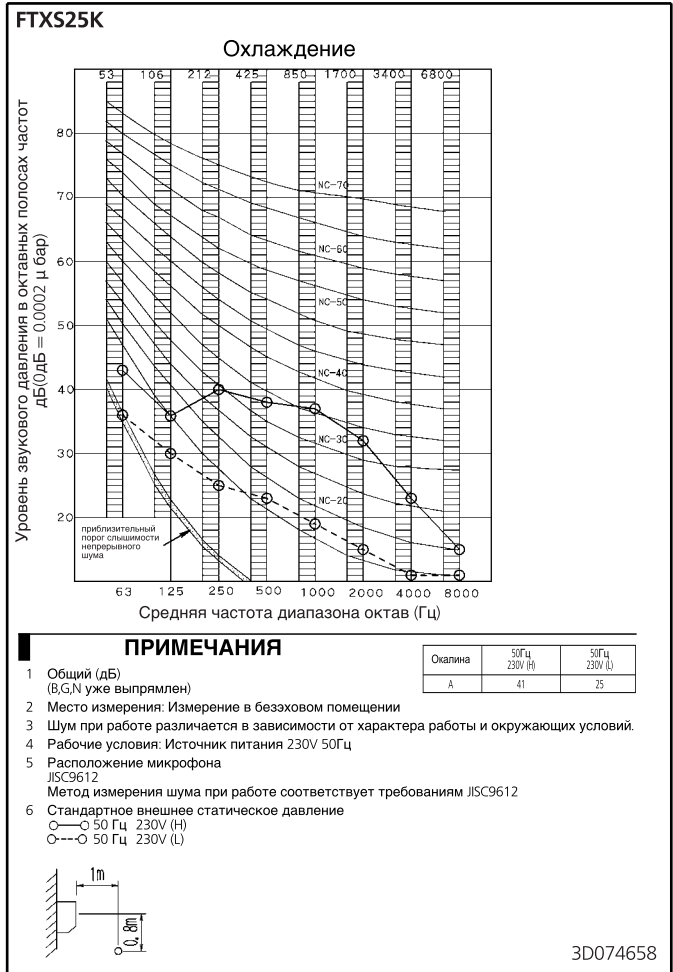 FTXS25K
Охлаждение
53 106 212 425 850 1700 3400 6800
Уровень звукового давления в октавных полосах частот
дБ(0дБ = 0.0002 µ бар)
80
70
60
50
40
30
20
NC-70
NC-60
NC-50
NC-40
NC-30
NC-20
приблизительный
порог слышимости
непрерывного
шума
63 125 250 500 1000 2000 4000 8000
Средняя частота диапазона октав (Гц)
ПРИМЕЧАНИЯ
Окалина 50Гц 230V (H) 50Гц 230V (L)
A 41 25
1 Общий (дБ)
(B,G,N уже выпрямлен)
2 Место измерения: Измерение в безэховом помещении
3 Шум при работе различается в зависимости от характера работы и окружающих условий.
4 Рабочие условия: Источник питания 230V 50Гц
5 Расположение микрофона
JISC9612
Метод измерения шума при работе соответствует требованиям JISC9612
6 Стандартное внешнее статическое давление
50 Гц 230V (H)
50 Гц 230V (L)
1m
0.8m
3D074658